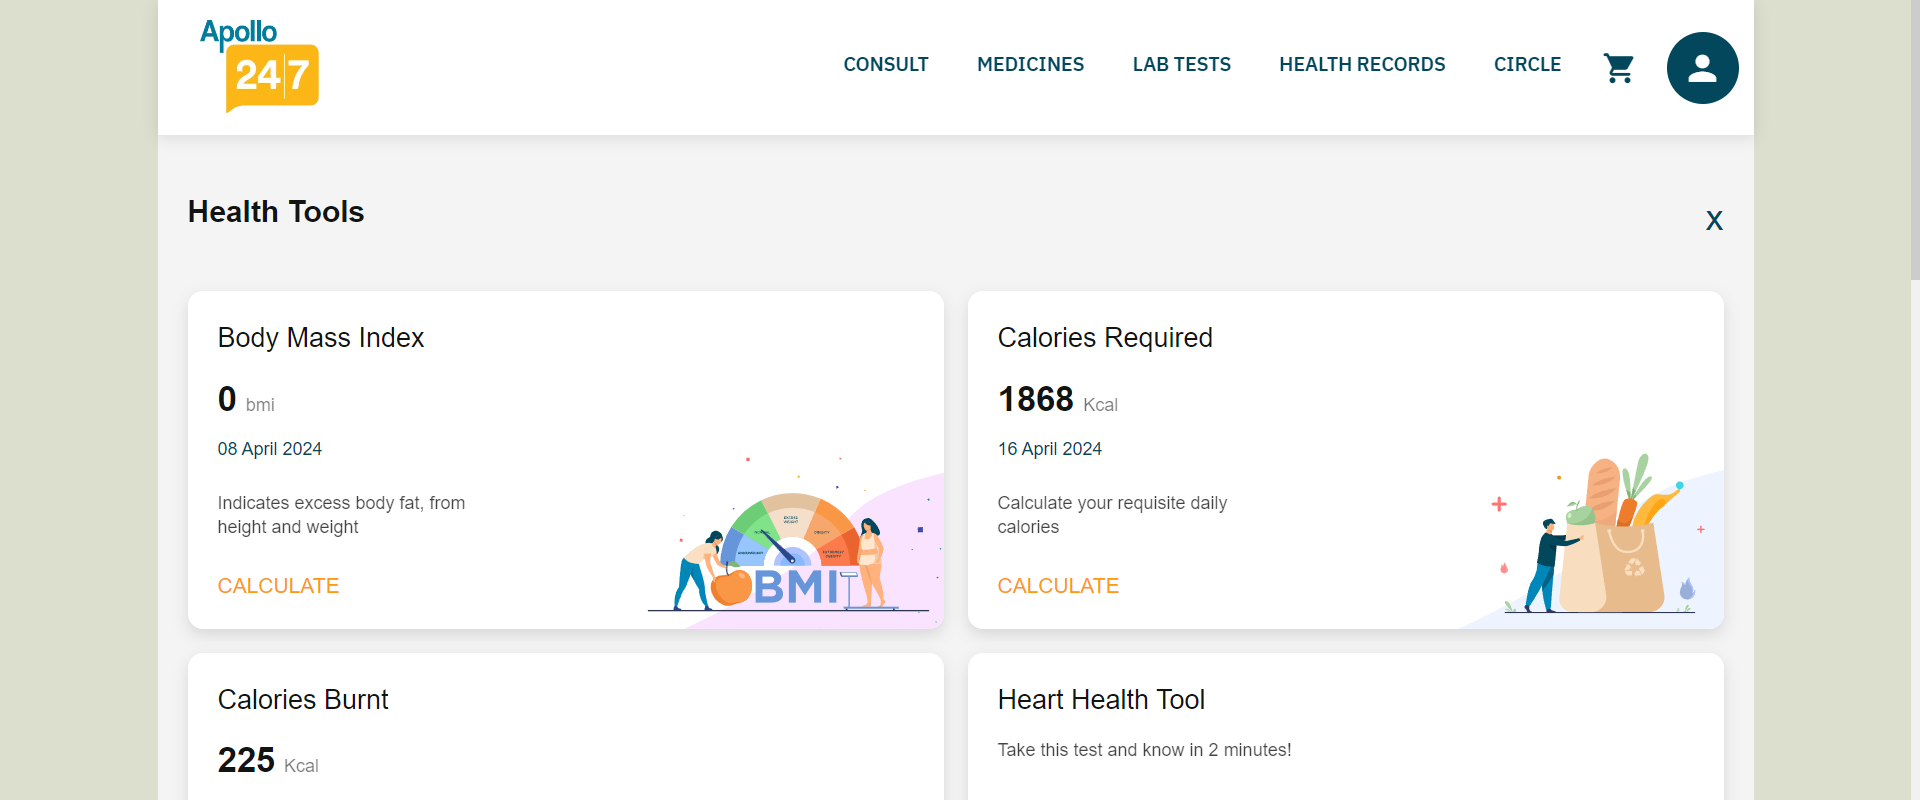 Apollo
24|7
CONSULT
MEDICINES
LAB TESTS
HEALTH RECORDS
CIRCLE
Health Tools
X
Body Mass Index
0 bmi
08 April 2024
Indicates excess body fat, from
height and weight
CALCULATE
EXCESS
WEIGHT
OBESITY
BMI
Calories Required
1868 Kcal
16 April 2024
Calculate your requisite daily
calories
CALCULATE
Calories Burnt
225 Kcal
Heart Health Tool
Take this test and know in 2 minutes!